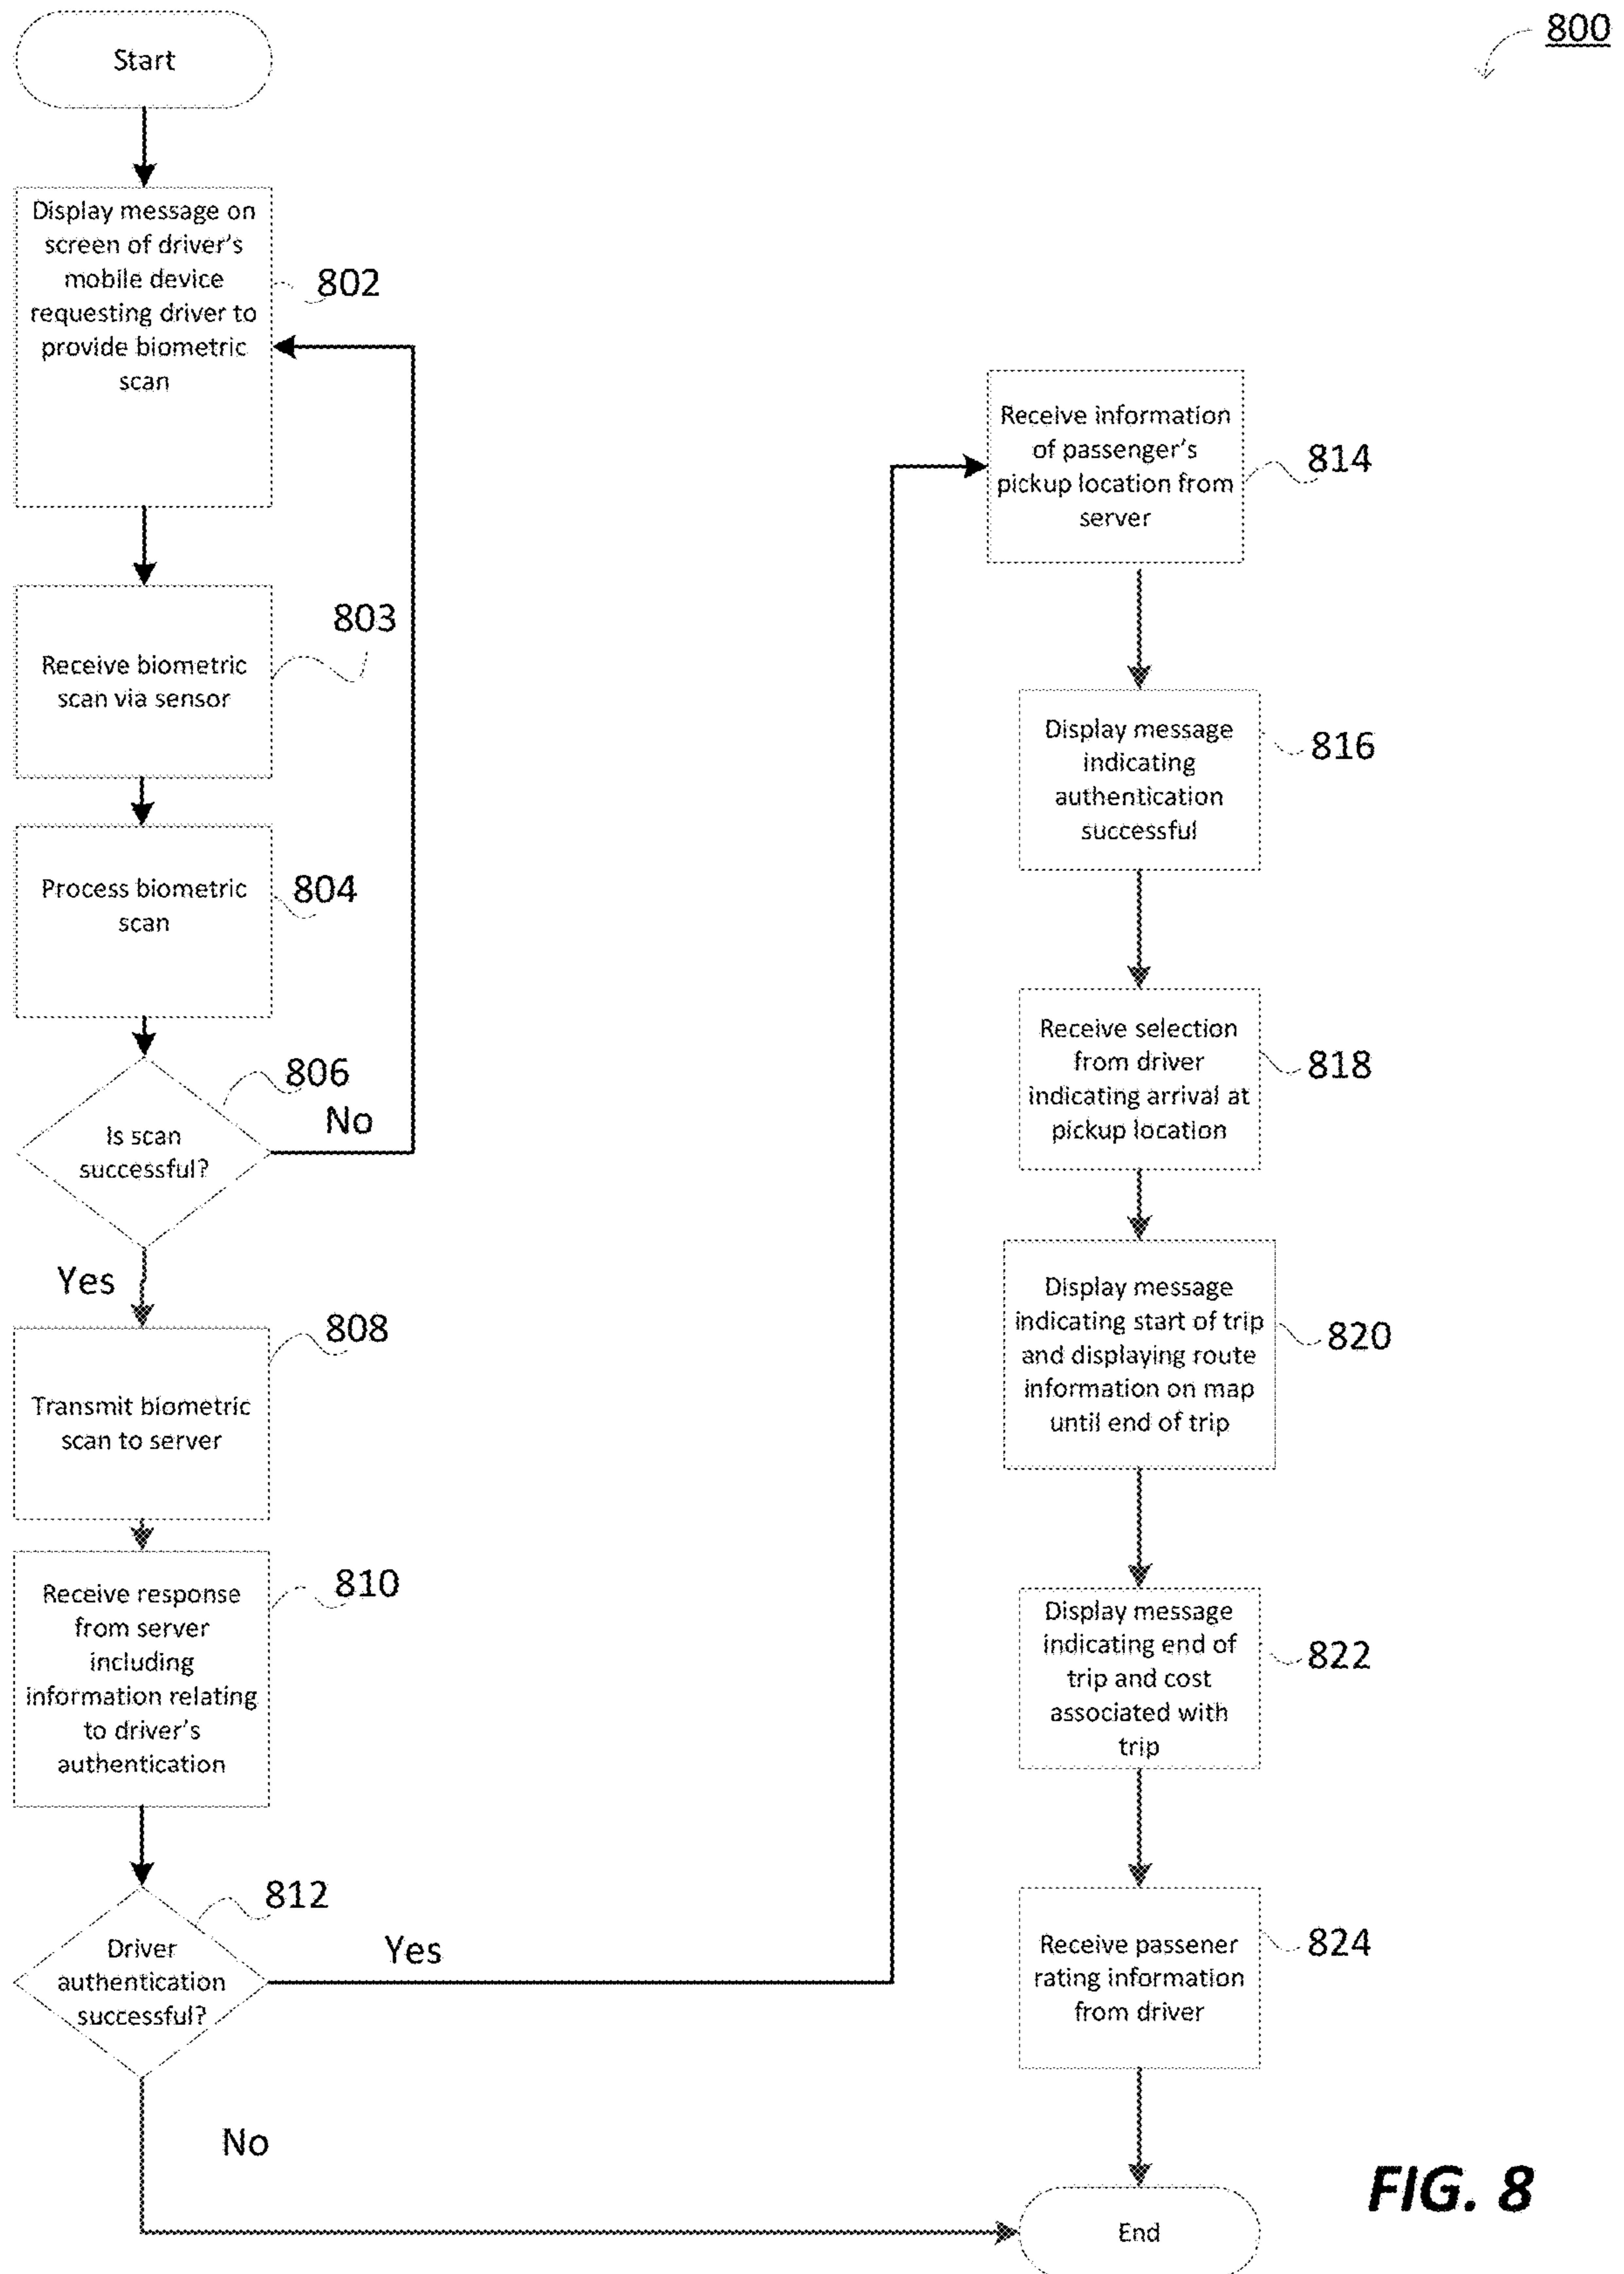 800
Start
Display message on
screen of driver's
mobile device
requesting driver to
provide biometric
scan
802
Receive biometric
scan via sensor
803
Process biometric
scan
804
Is scan
successful?
806
No
Yes
Transmit biometric
scan to server
808
Receive response
from server
including
information relating
to driver's
authentication
810
Driver
authentication
successful?
812
Yes
No
Receive information
of passenger's
pickup location from
server
814
Display message
indicating
authentication
successful
816
Receive selection
from driver
indicating arrival at
pickup location
818
Display message
indicating start of trip
and displaying route
information on map
until end of trip
820
Display message
indicating end of
trip and cost
associated with
trip
822
Receive passener
rating information
from driver
824
End
FIG. 8